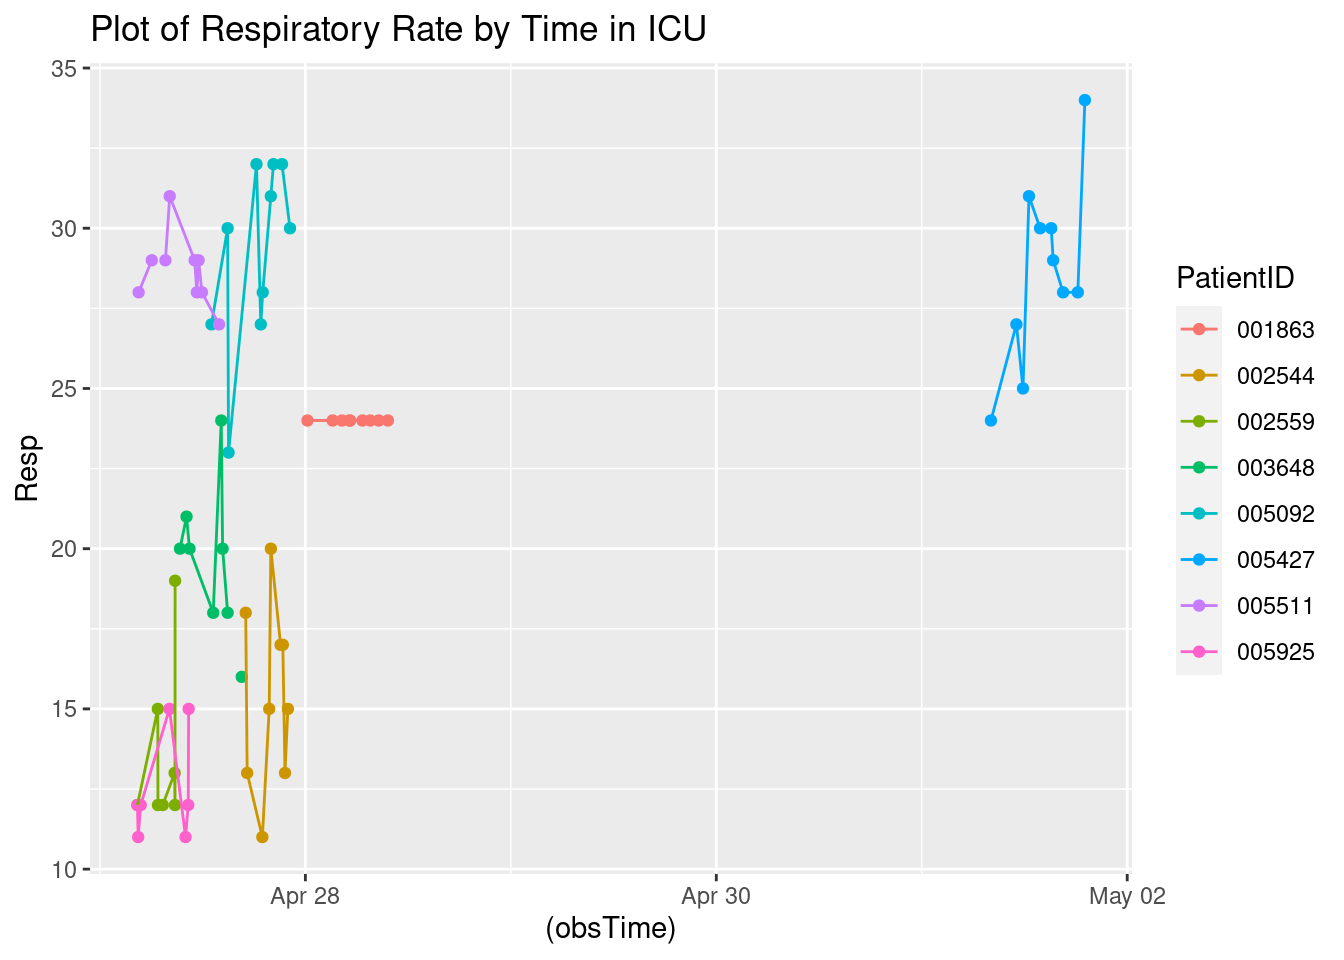 Plot of Respiratory Rate by Time in ICU
35
30
25
20
15
10
Resp
Apr 28
Apr 30
May 02
(obsTime)
PatientID
001863
002544
002559
003648
005092
005427
005511
005925